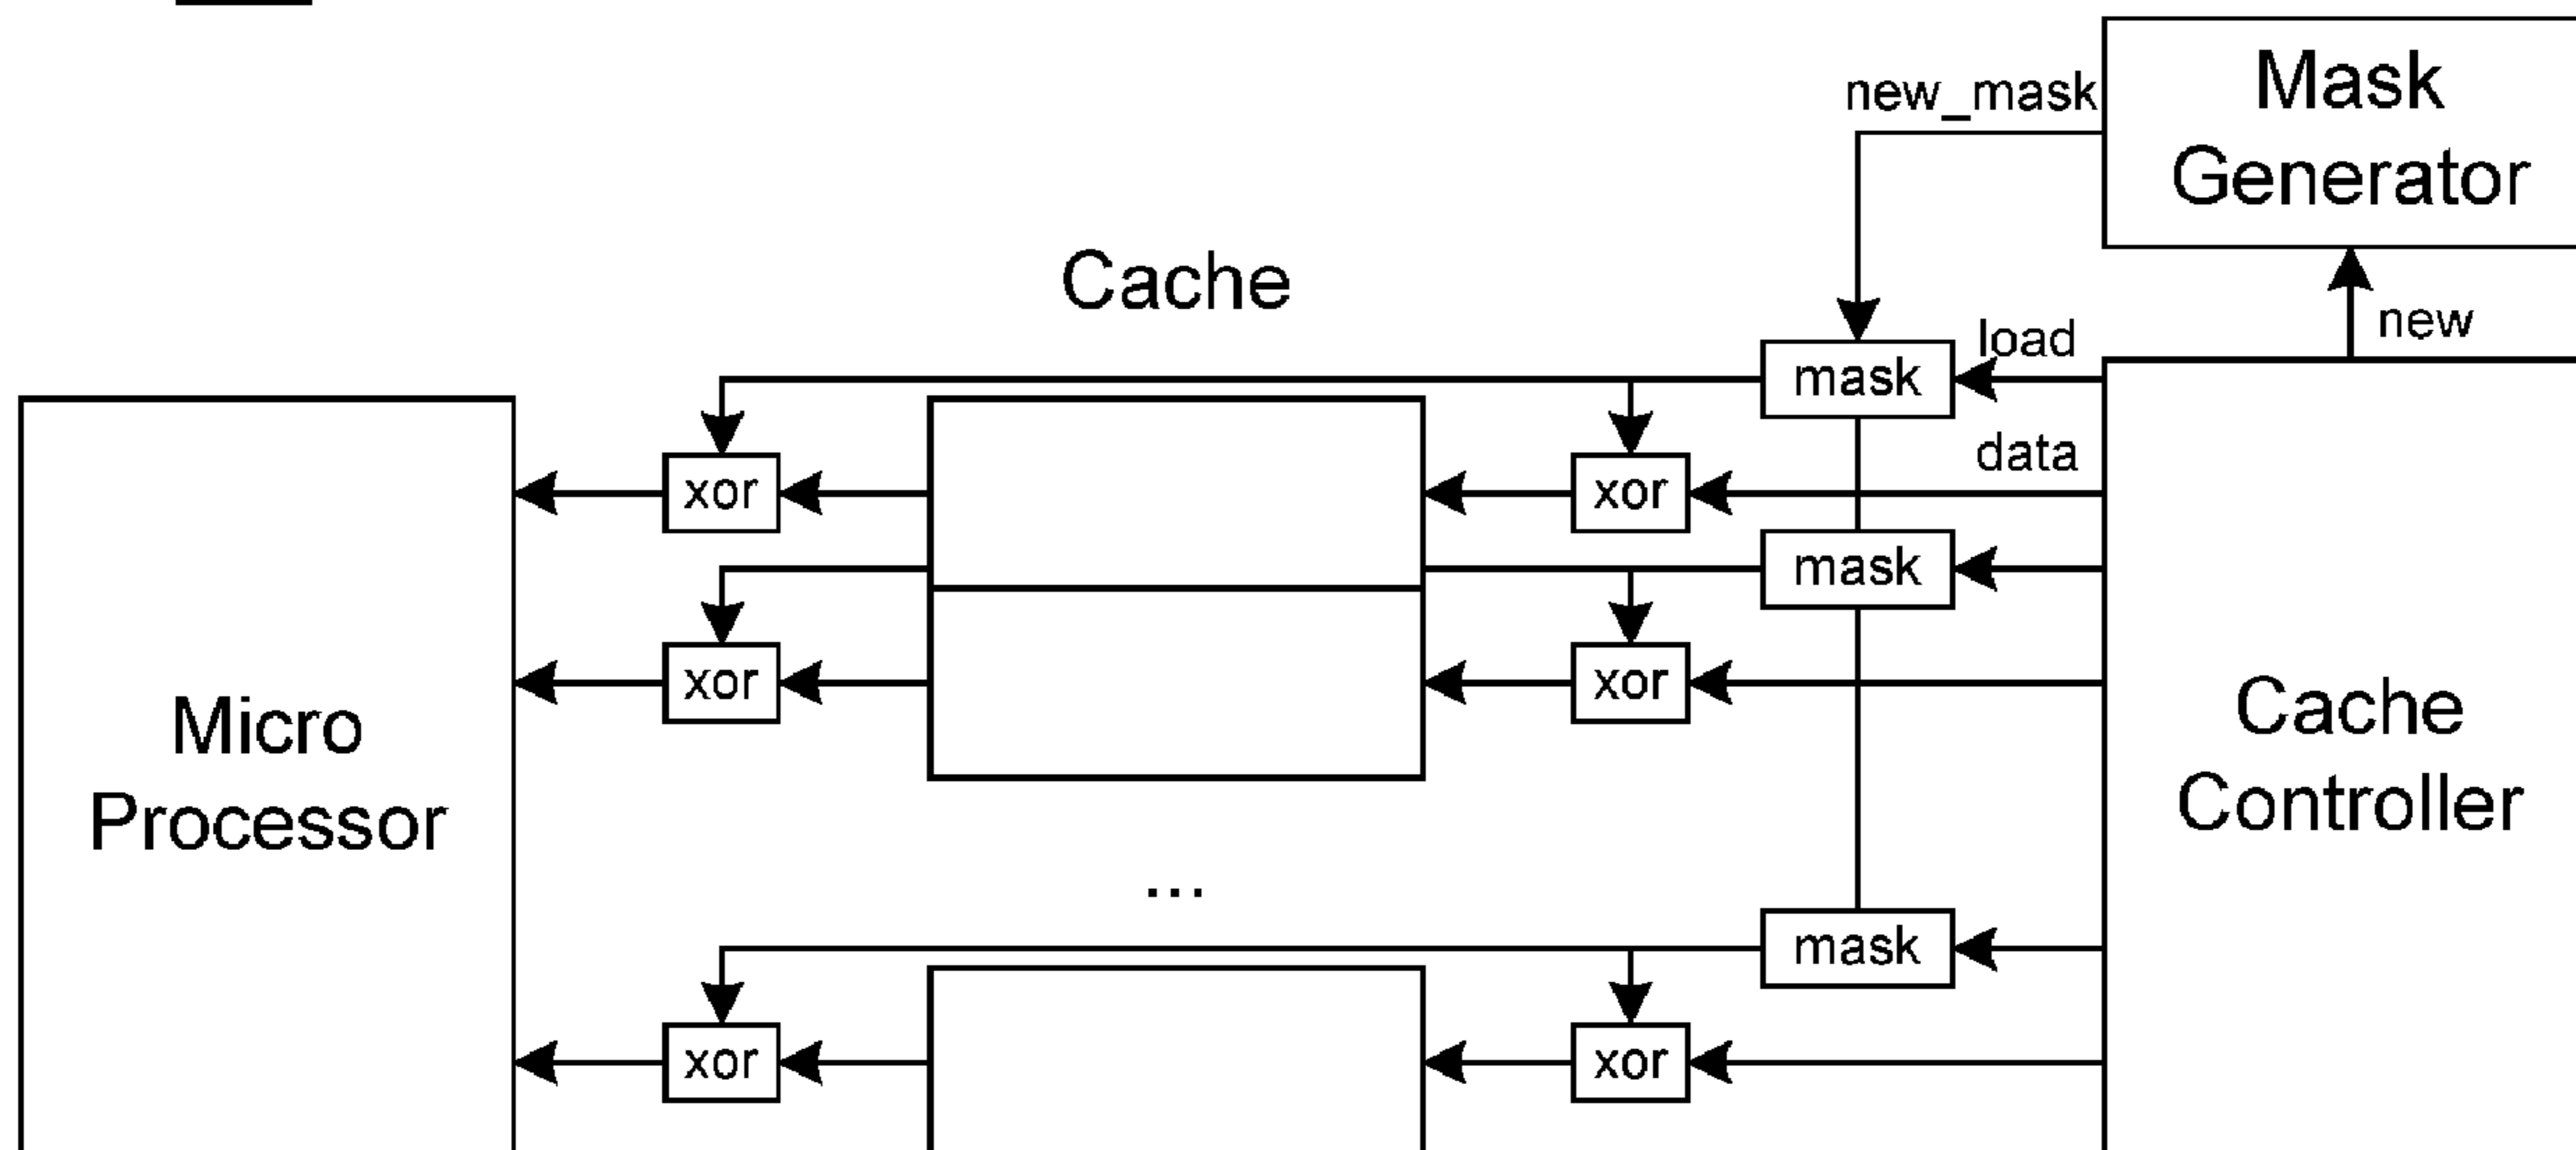 Mask
Generator
new_mask
Cache
new
load
mask
data
xor
xor
mask
xor
xor
Micro
Processor
Cache
Controller
...
mask
xor
xor